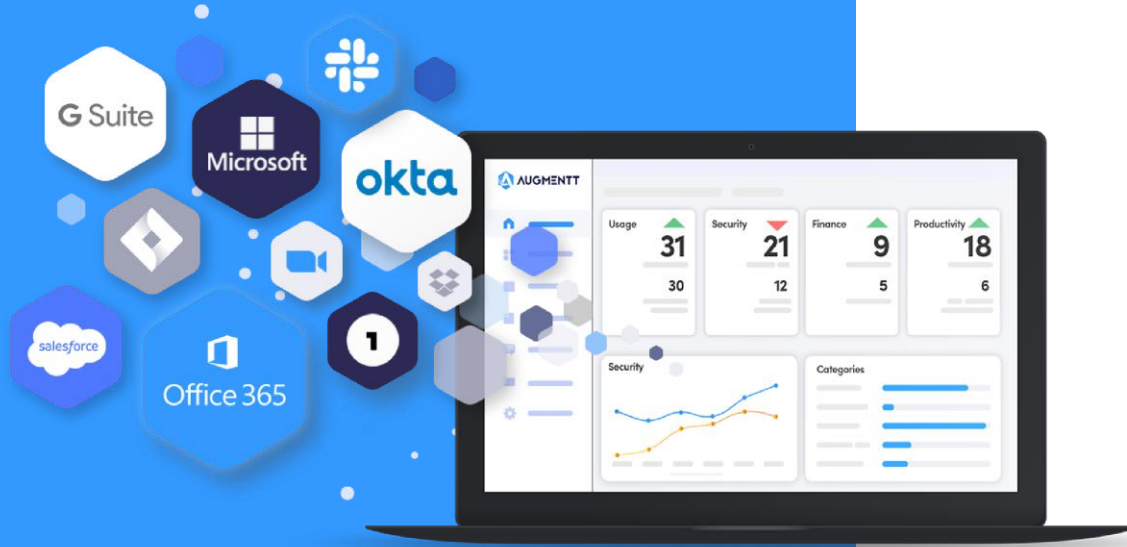 G Suite
Microsoft
okta
salesforce
Office 365
1
AUGMENTT
Usage
31
30
Security
21
12
Finance
9
5
Productivity
18
6
Security
Categories